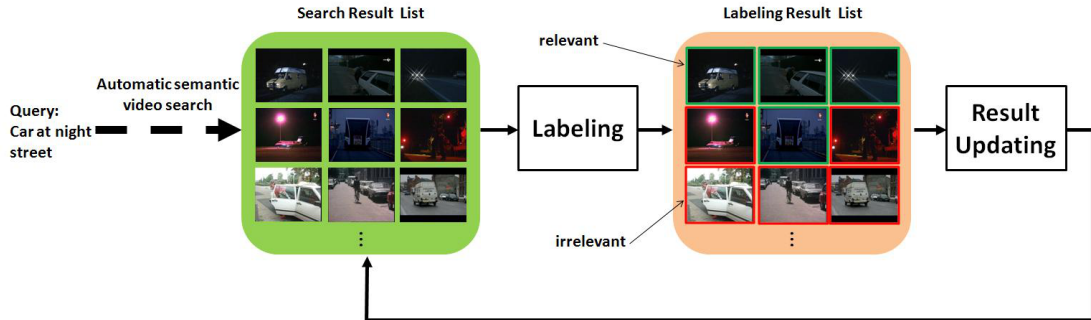 Search Result List
Labeling Result List
relevant
Automatic semantic
video search
Query:
Car at night
street
Labeling
Result
Updating
irrelevant
...
...